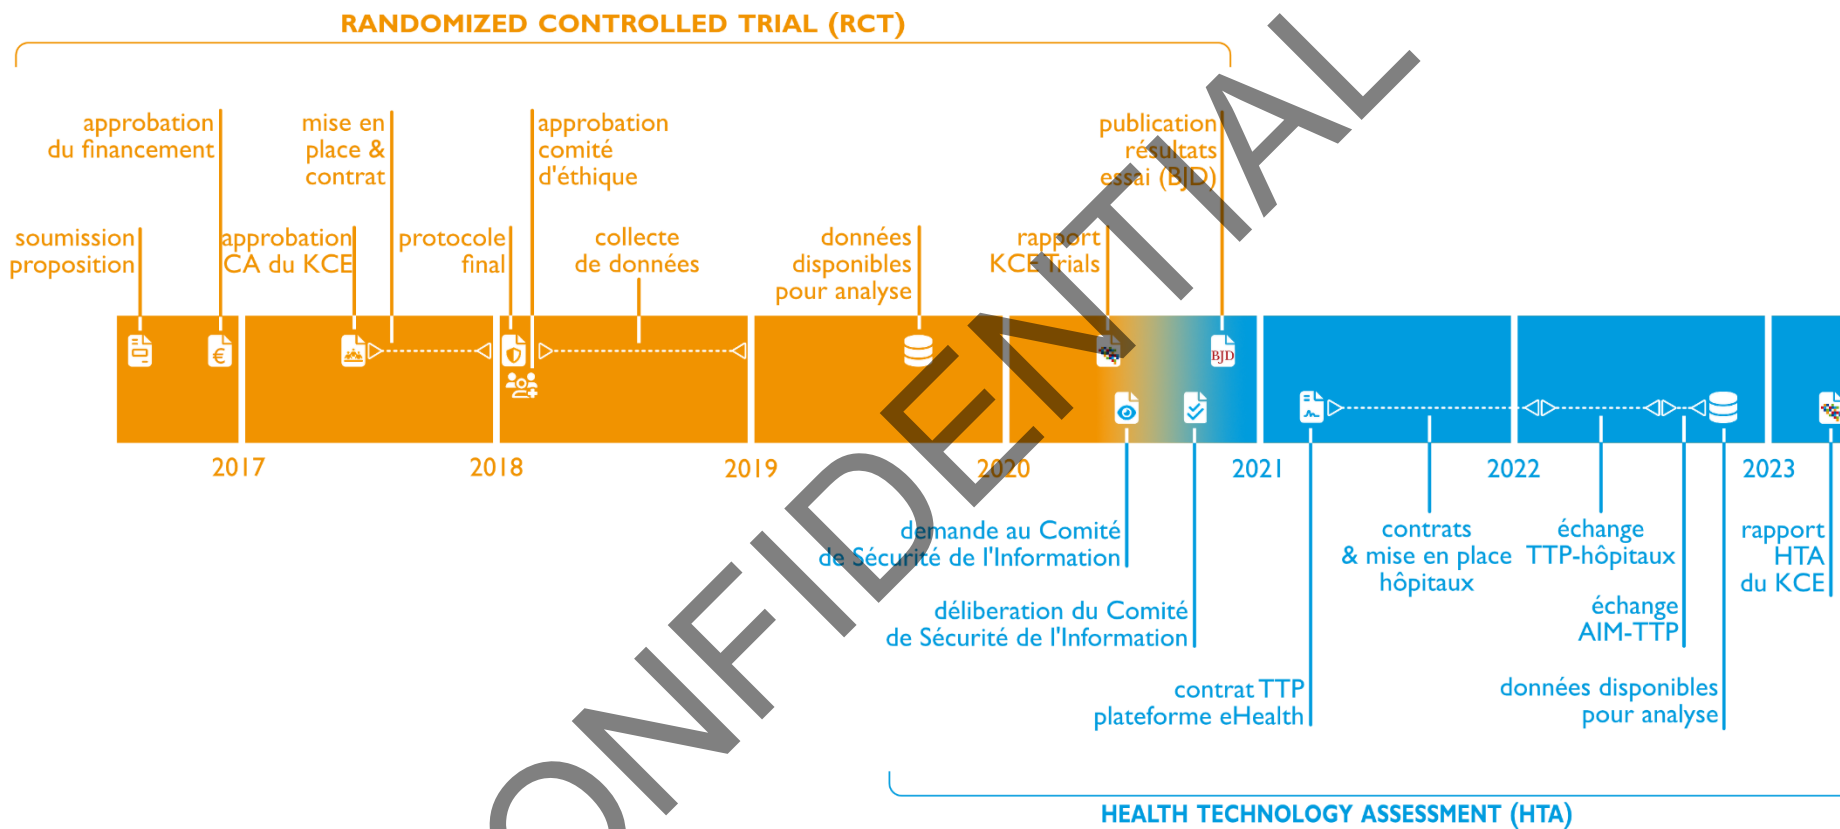 RANDOMIZED CONTROLLED TRIAL (RCT)
approbation
du financement
mise en
place &
contrat
approbation
comité
d'éthique
publication
résultats
essai (BJD)
soumission
proposition
approbation
CA du KCE
protocole
final
collecte
de données
données
disponibles
pour analyse
rapport
KCE Trials
€
BJD
2017
2018
2019
2020
2021
2022
2023
demande au Comité
de Sécurité de l'Information
déliberation du Comité
de Sécurité de l'Information
contrat TTP
plateforme eHealth
contrats
& mise en place
hôpitaux
échange
TTP-hôpitaux
échange
AIM-TTP
données disponibles
pour analyse
rapport
HTA
du KCE
HEALTH TECHNOLOGY ASSESSMENT (HTA)
ONFIDENTIAL